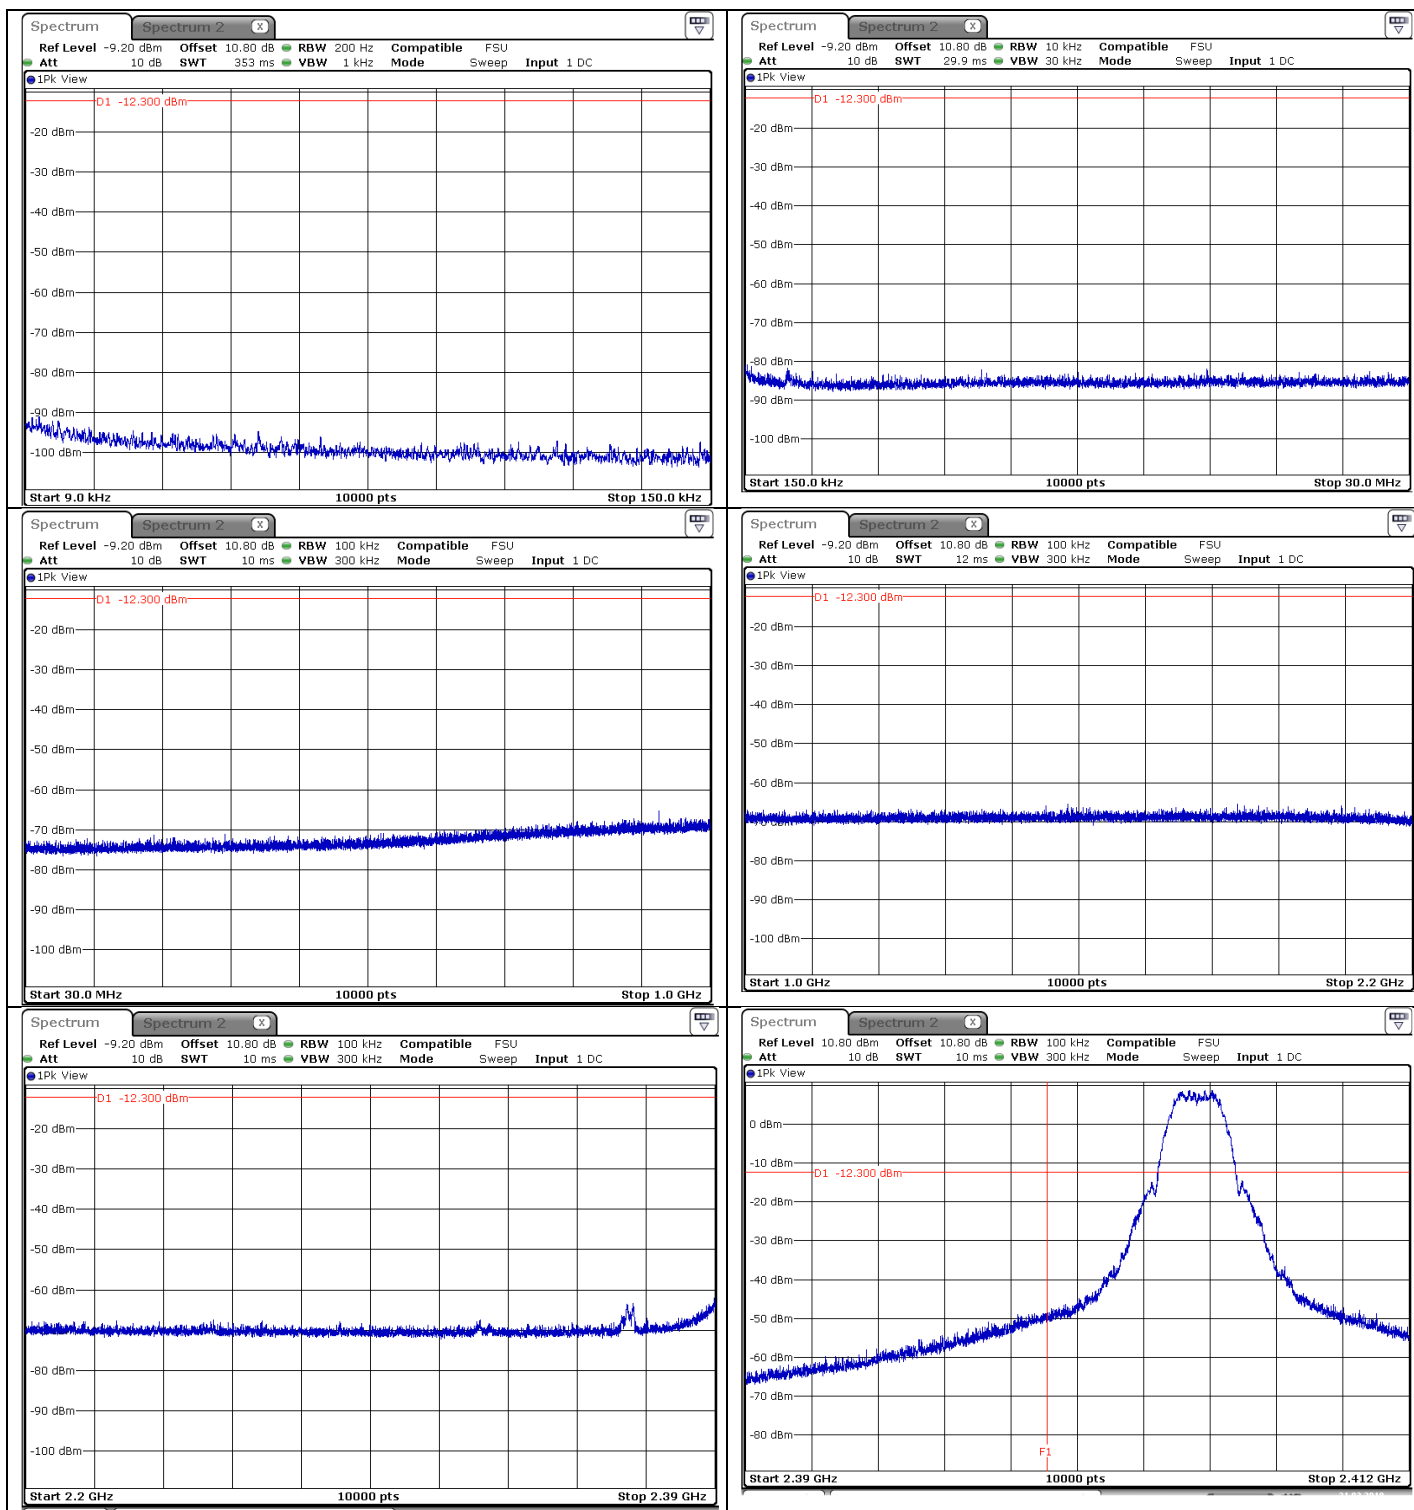 Spectrum Spectrum 2 X
Ref Level -9.20 dBm Offset 10.80 dB RBW 200 Hz Compatible FSU
Att 10 dB SWT 353 ms VBW 1 kHz Mode Sweep Input 1 DC
1Pk View
D1 -12.300 dBm
-20 dBm
-30 dBm
-40 dBm
-50 dBm
-60 dBm
-70 dBm
-80 dBm
-90 dBm
-100 dBm
Start 9.0 kHz 10000 pts Stop 150.0 kHz
Spectrum Spectrum 2 X
Ref Level -9.20 dBm Offset 10.80 dB RBW 10 kHz Compatible FSU
Att 10 dB SWT 29.9 ms VBW 30 kHz Mode Sweep Input 1 DC
1Pk View
D1 -12.300 dBm
-20 dBm
-30 dBm
-40 dBm
-50 dBm
-60 dBm
-70 dBm
-80 dBm
-90 dBm
-100 dBm
Start 150.0 kHz 10000 pts Stop 30.0 MHz
Spectrum Spectrum 2 X
Ref Level -9.20 dBm Offset 10.80 dB RBW 100 kHz Compatible FSU
Att 10 dB SWT 10 ms VBW 300 kHz Mode Sweep Input 1 DC
1Pk View
D1 -12.300 dBm
-20 dBm
-30 dBm
-40 dBm
-50 dBm
-60 dBm
-70 dBm
-80 dBm
-90 dBm
-100 dBm
Start 30.0 MHz 10000 pts Stop 1.0 GHz
Spectrum Spectrum 2 X
Ref Level -9.20 dBm Offset 10.80 dB RBW 100 kHz Compatible FSU
Att 10 dB SWT 12 ms VBW 300 kHz Mode Sweep Input 1 DC
1Pk View
D1 -12.300 dBm
-20 dBm
-30 dBm
-40 dBm
-50 dBm
-60 dBm
-70 dBm
-80 dBm
-90 dBm
-100 dBm
Start 1.0 GHz 10000 pts Stop 2.2 GHz
Spectrum Spectrum 2 X
Ref Level -9.20 dBm Offset 10.80 dB RBW 100 kHz Compatible FSU
Att 10 dB SWT 10 ms VBW 300 kHz Mode Sweep Input 1 DC
1Pk View
D1 -12.300 dBm
-20 dBm
-30 dBm
-40 dBm
-50 dBm
-60 dBm
-80 dBm
-90 dBm
-100 dBm
Start 2.2 GHz 10000 pts Stop 2.39 GHz
Spectrum Spectrum 2 X
Ref Level 10.80 dBm Offset 10.80 dB RBW 100 kHz Compatible FSU
Att 10 dB SWT 10 ms VBW 300 kHz Mode Sweep Input 1 DC
1Pk View
0 dBm
-10 dBm
D1 -12.300 dBm
-20 dBm
-30 dBm
-40 dBm
-50 dBm
-60 dBm
-70 dBm
-80 dBm
F1
Start 2.39 GHz 10000 pts Stop 2.412 GHz